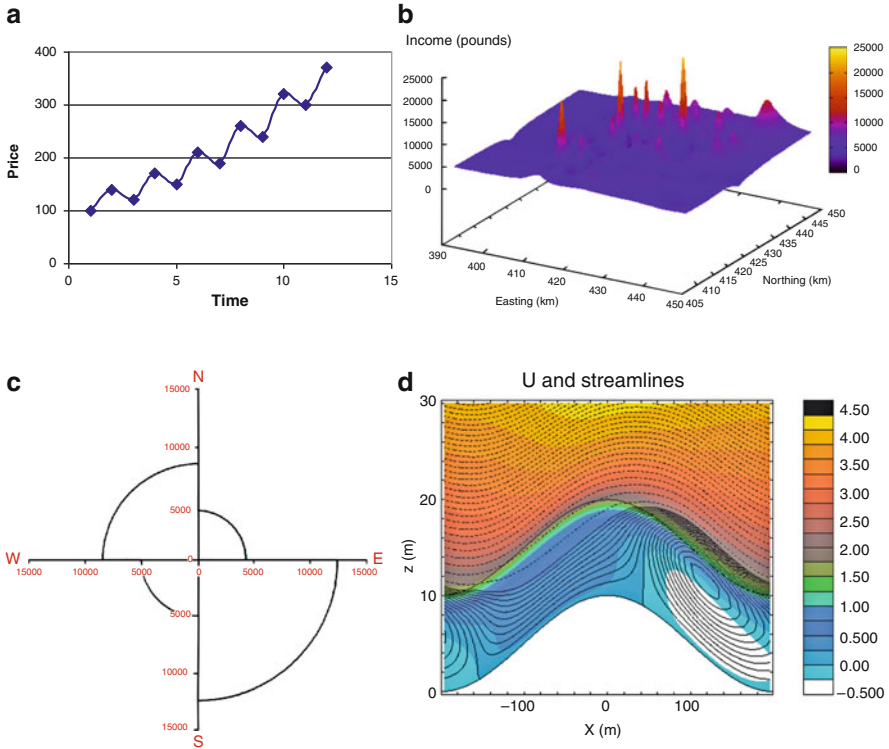 a
400
300
200
100
0
Price
0 5 10 15
Time
b
Income (pounds)
25000
20000
15000
10000
5000
0
390
400
410
420
430
440
450
Easting (km)
405
410
415
420
425
430
435
440
445
450
Northing (km)
25000
20000
15000
10000
5000
0
c
N
15000
10000
5000
0
W
15000 10000 5000 0 5000 10000 15000
E
5000
10000
15000
S
d
U and streamlines
30
20
10
0
z (m)
−100 0 100
X (m)
4.50
4.00
3.50
3.00
2.50
2.00
1.50
1.00
0.500
0.00
−0.500